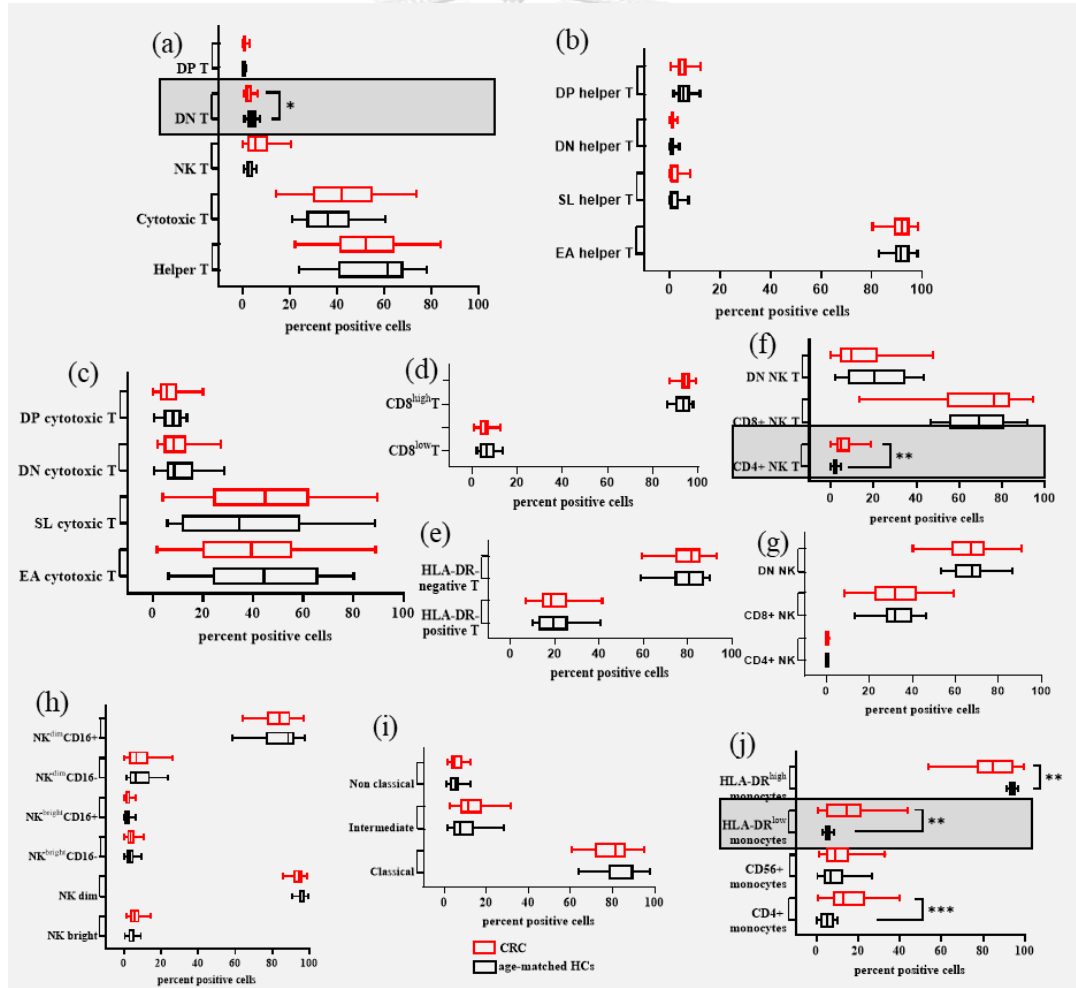 (a)
DP T
DN T
*
NK T
Cytotoxic T
Helper T
0 20 40 60 80 100
percent positive cells
(b)
DP helper T
DN helper T
SL helper T
EA helper T
0 20 40 60 80 100
percent positive cells
(c)
DP cytotoxic T
DN cytotoxic T
SL cytoxic T
EA cytotoxic T
0 20 40 60 80 100
percent positive cells
(d)
CD8highT
CD8lowT
0 20 40 60 80 100
percent positive cells
(e)
HLA-DR-
negative T
HLA-DR-
positive T
0 20 40 60 80 100
percent positive cells
(f)
DN NK T
CD8+ NK T
CD4+ NK T
**
0 20 40 60 80 100
percent positive cells
(g)
DN NK
CD8+ NK
CD4+ NK
0 20 40 60 80 100
percent positive cells
(h)
NKdimCD16+
NKdimCD16-
NKbrightCD16+
NKbrightCD16-
NK dim
NK bright
0 20 40 60 80 100
percent positive cells
(i)
Non classical
Intermediate
Classical
0 20 40 60 80 100
percent positive cells
CRC
age-matched HCs
(j)
HLA-DRhigh
monocytes
**
HLA-DRlow
monocytes
**
CD56+
monocytes
CD4+
monocytes
***
0 20 40 60 80 100
percent positive cells